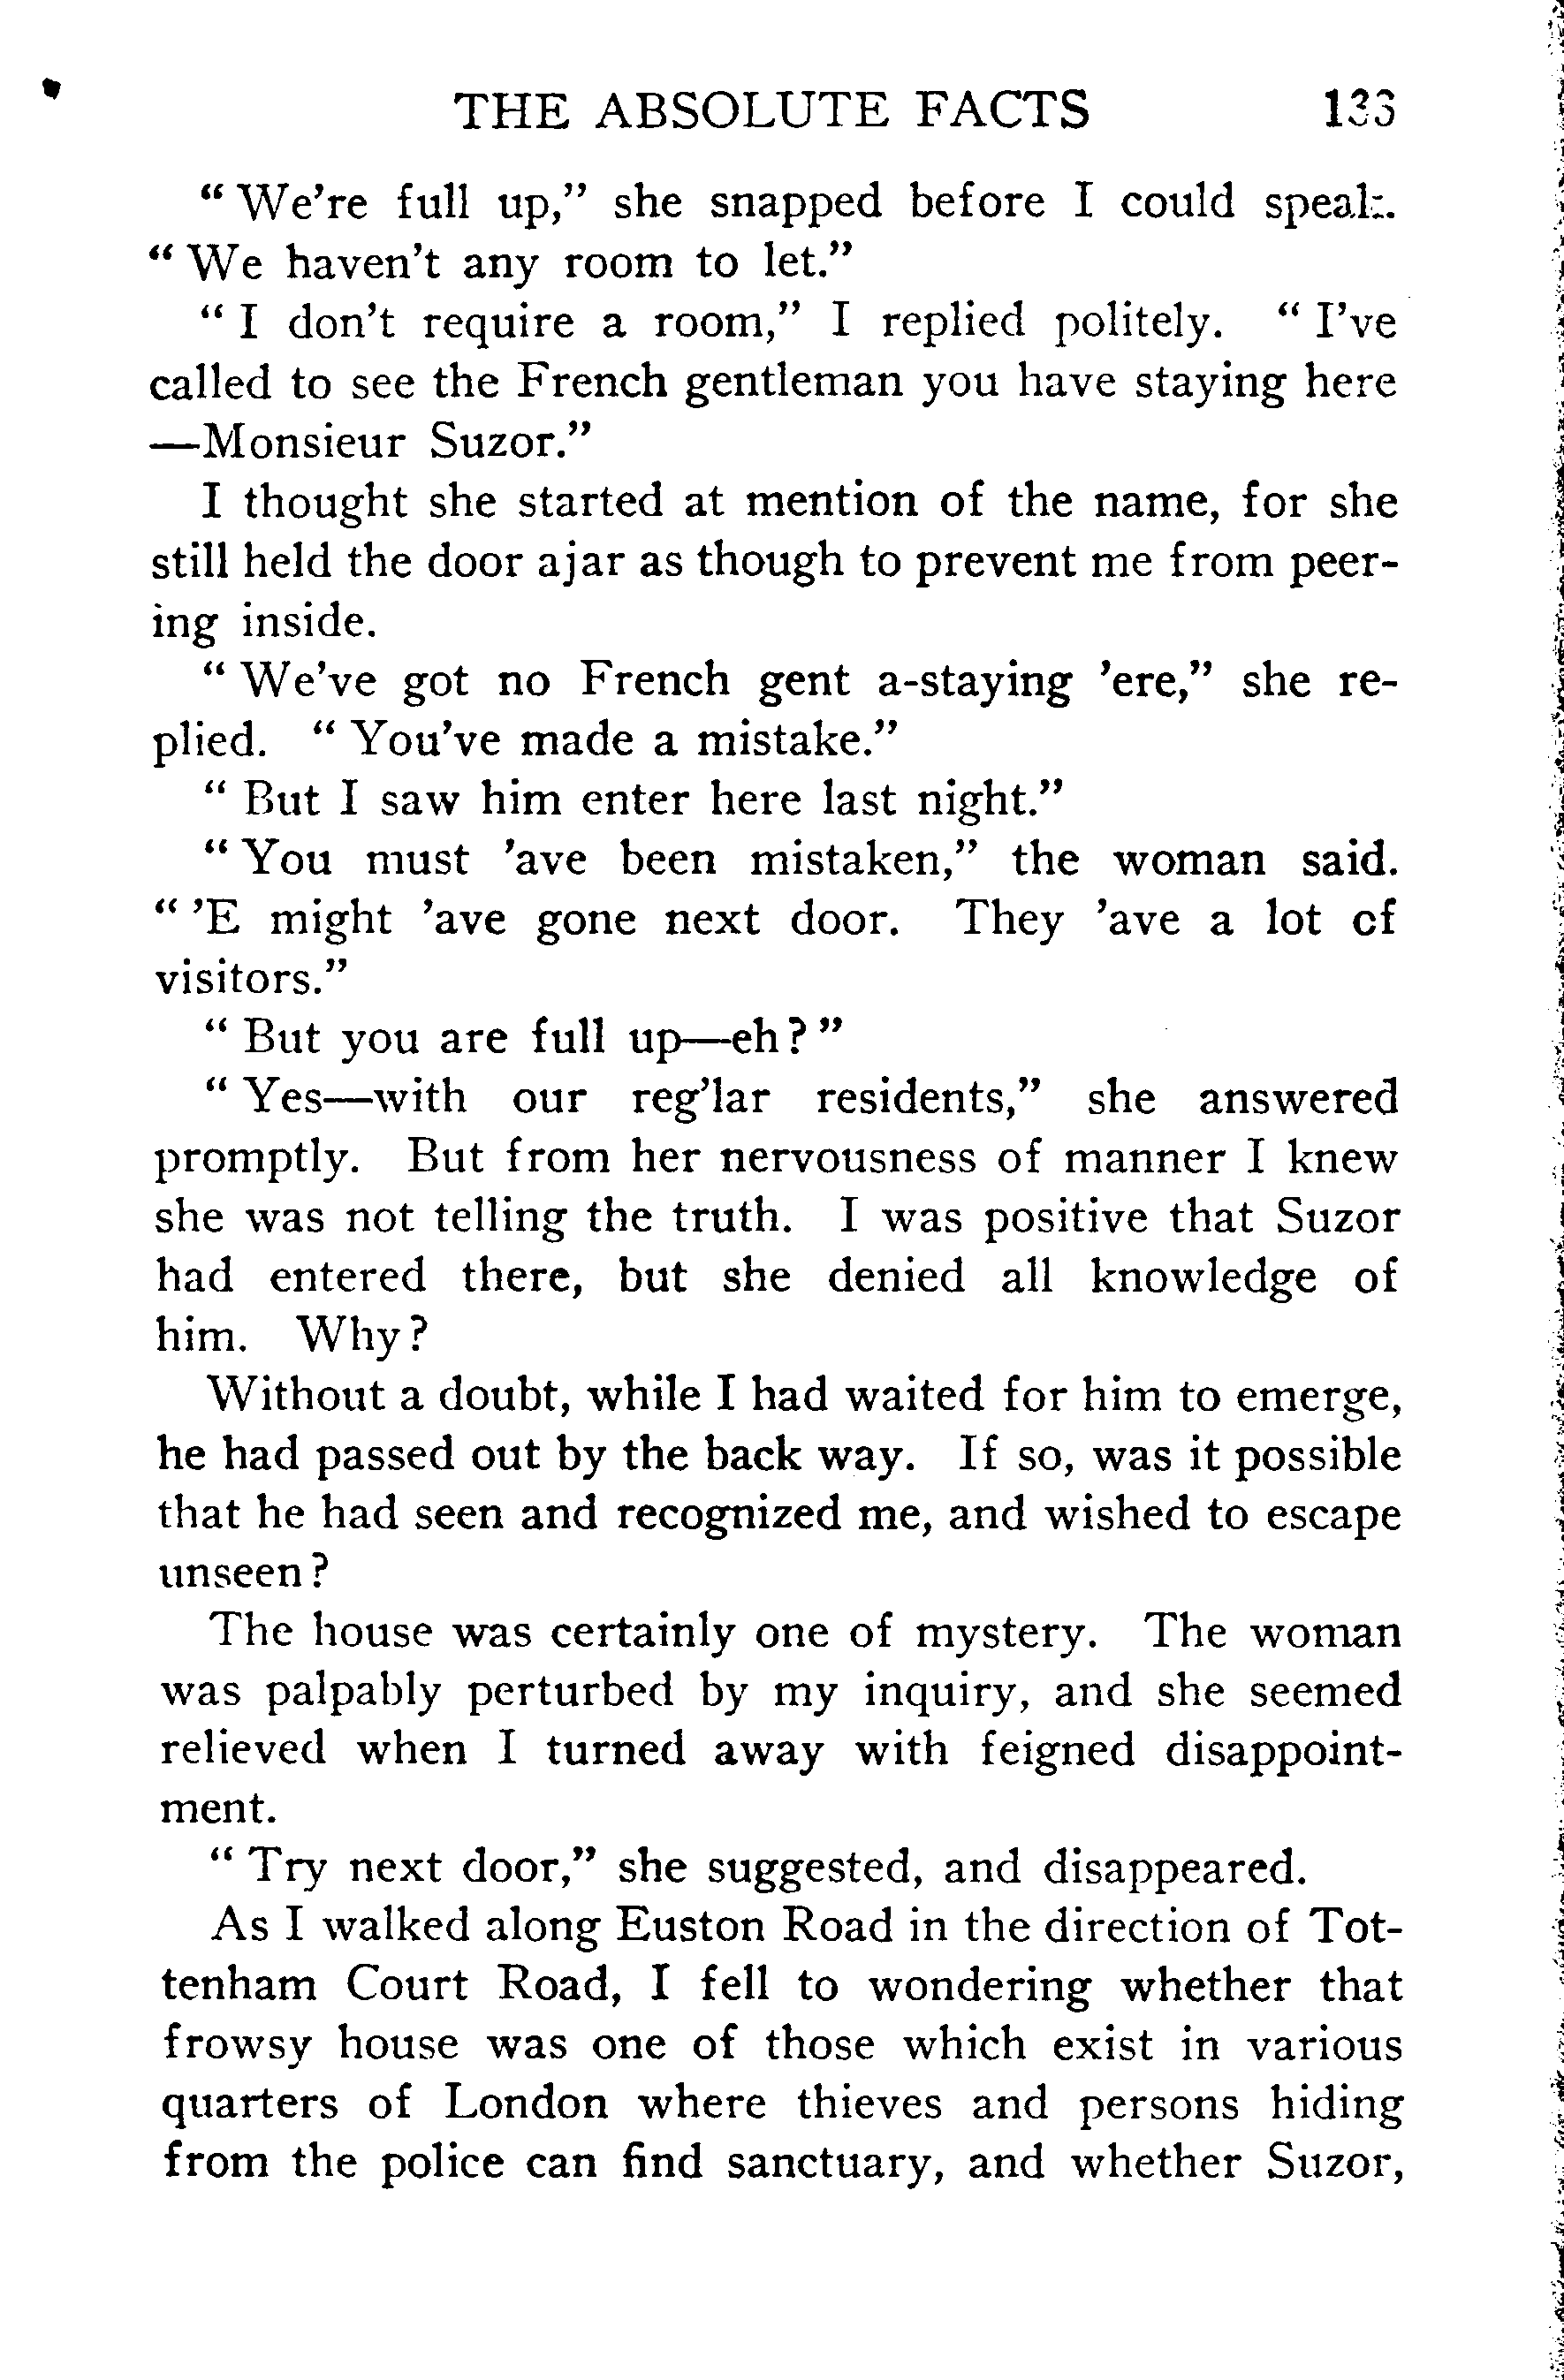 THE ABSOLUTE FACTS 133
"We're full up," she snapped before I could speak.
"We haven't any room to let."
"I don't require a room," I replied politely. "I've
called to see the French gentleman you have staying here
—Monsieur Suzor."
I thought she started at mention of the name, for she
still held the door ajar as though to prevent me from peer-
ing inside.
"We've got no French gent a-staying 'ere," she re-
plied. "You've made a mistake."
"But I saw him enter here last night."
"You must 'ave been mistaken," the woman said.
"'E might 'ave gone next door. They 'ave a lot of
visitors."
"But you are full up—eh?"
"Yes—with our reg'lar residents," she answered
promptly. But from her nervousness of manner I knew
she was not telling the truth. I was positive that Suzor
had entered there, but she denied all knowledge of
him. Why?
Without a doubt, while I had waited for him to emerge,
he had passed out by the back way. If so, was it possible
that he had seen and recognized me, and wished to escape
unseen?
The house was certainly one of mystery. The woman
was palpably perturbed by my inquiry, and she seemed
relieved when I turned away with feigned disappoint-
ment.
"Try next door," she suggested, and disappeared.
As I walked along Euston Road in the direction of Tot-
tenham Court Road, I fell to wondering whether that
frowsy house was one of those which exist in various
quarters of London where thieves and persons hiding
from the police can find sanctuary, and whether Suzor,